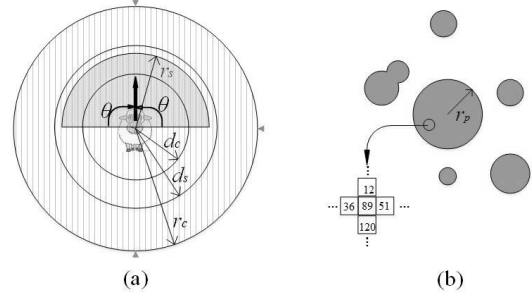 r_s
θ θ
d_c
d_s
r_c
(a)
r_p
...
12
... 36 89 51 ...
120
...
(b)